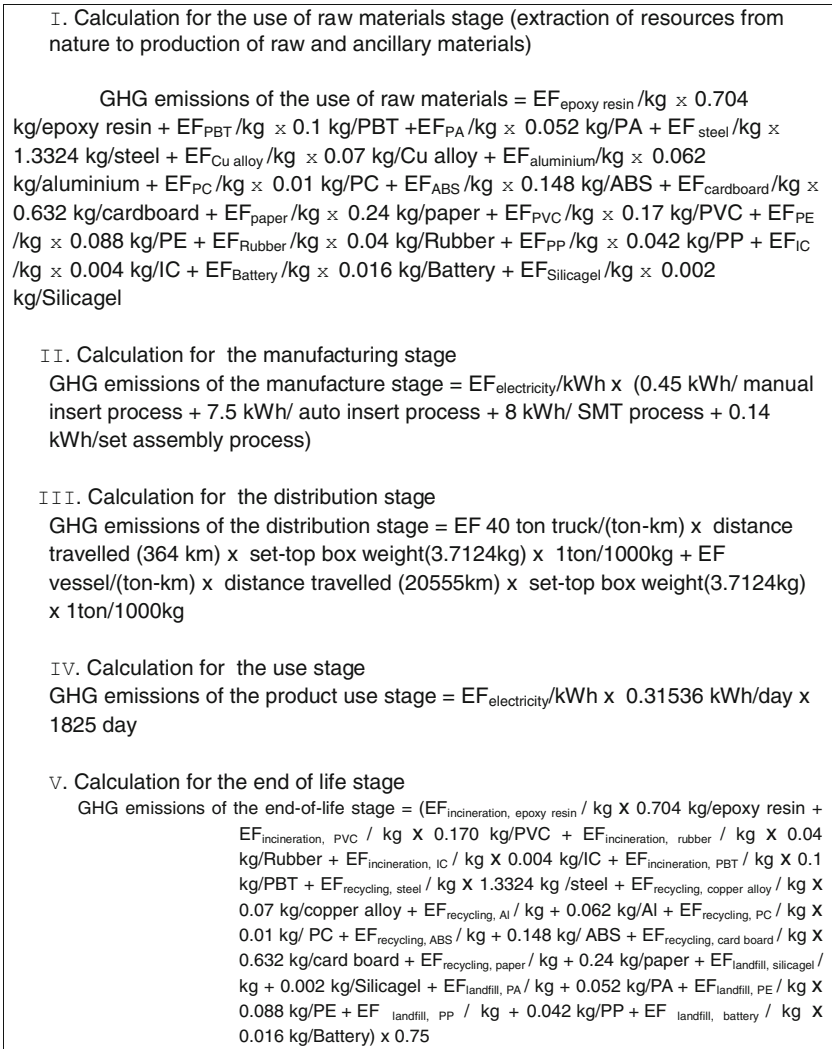 I. Calculation for the use of raw materials stage (extraction of resources from
nature to production of raw and ancillary materials)
GHG emissions of the use of raw materials = EFepoxy resin /kg x 0.704
kg/epoxy resin + EFPBT /kg x 0.1 kg/PBT +EFPA /kg x 0.052 kg/PA + EF steel /kg x
1.3324 kg/steel + EFCu alloy /kg x 0.07 kg/Cu alloy + EFaluminium/kg x 0.062
kg/aluminium + EFPC /kg x 0.01 kg/PC + EFABS /kg x 0.148 kg/ABS + EFcardboard /kg x
0.632 kg/cardboard + EFpaper /kg x 0.24 kg/paper + EFPVC /kg x 0.17 kg/PVC + EFPE
/kg x 0.088 kg/PE + EFRubber /kg x 0.04 kg/Rubber + EFPP /kg x 0.042 kg/PP + EFIC
/kg x 0.004 kg/IC + EFBattery /kg x 0.016 kg/Battery + EFSilicagel /kg x 0.002
kg/Silicagel
II. Calculation for the manufacturing stage
GHG emissions of the manufacture stage = EFelectricity/kWh x (0.45 kWh/ manual
insert process + 7.5 kWh/ auto insert process + 8 kWh/ SMT process + 0.14
kWh/set assembly process)
III. Calculation for the distribution stage
GHG emissions of the distribution stage = EF 40 ton truck/(ton-km) x distance
travelled (364 km) x set-top box weight(3.7124kg) x 1ton/1000kg + EF
vessel/(ton-km) x distance travelled (20555km) x set-top box weight(3.7124kg)
x 1ton/1000kg
IV. Calculation for the use stage
GHG emissions of the product use stage = EFelectricity/kWh x 0.31536 kWh/day x
1825 day
V. Calculation for the end of life stage
GHG emissions of the end-of-life stage = (EFincineration, epoxy resin / kg x 0.704 kg/epoxy resin +
EFincineration, PVC / kg x 0.170 kg/PVC + EFincineration, rubber / kg x 0.04
kg/Rubber + EFincineration, IC / kg x 0.004 kg/IC + EFincineration, PBT / kg x 0.1
kg/PBT + EFrecycling, steel / kg x 1.3324 kg /steel + EFrecycling, copper alloy / kg x
0.07 kg/copper alloy + EFrecycling, Al / kg + 0.062 kg/Al + EFrecycling, PC / kg x
0.01 kg/ PC + EFrecycling, ABS / kg + 0.148 kg/ ABS + EFrecycling, card board / kg x
0.632 kg/card board + EFrecycling, paper / kg + 0.24 kg/paper + EFlandfill, silicagel /
kg + 0.002 kg/Silicagel + EFlandfill, PA / kg + 0.052 kg/PA + EFlandfill, PE / kg x
0.088 kg/PE + EF landfill, PP / kg + 0.042 kg/PP + EF landfill, battery / kg x
0.016 kg/Battery) x 0.75